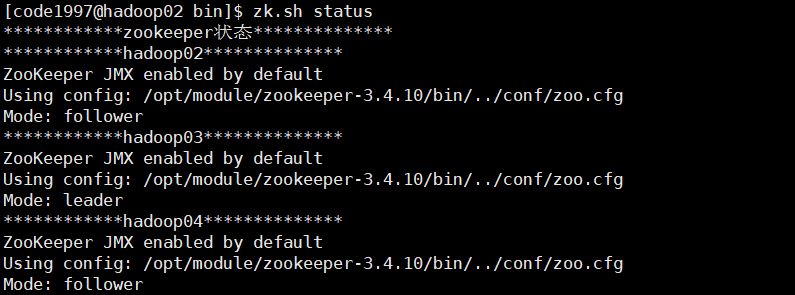 [code1997@hadoop02 bin]$ zk.sh status
************zookeeper状态**************
************hadoop02**************
ZooKeeper JMX enabled by default
Using config: /opt/module/zookeeper-3.4.10/bin/../conf/zoo.cfg
Mode: follower
************hadoop03**************
ZooKeeper JMX enabled by default
Using config: /opt/module/zookeeper-3.4.10/bin/../conf/zoo.cfg
Mode: leader
************hadoop04**************
ZooKeeper JMX enabled by default
Using config: /opt/module/zookeeper-3.4.10/bin/../conf/zoo.cfg
Mode: follower